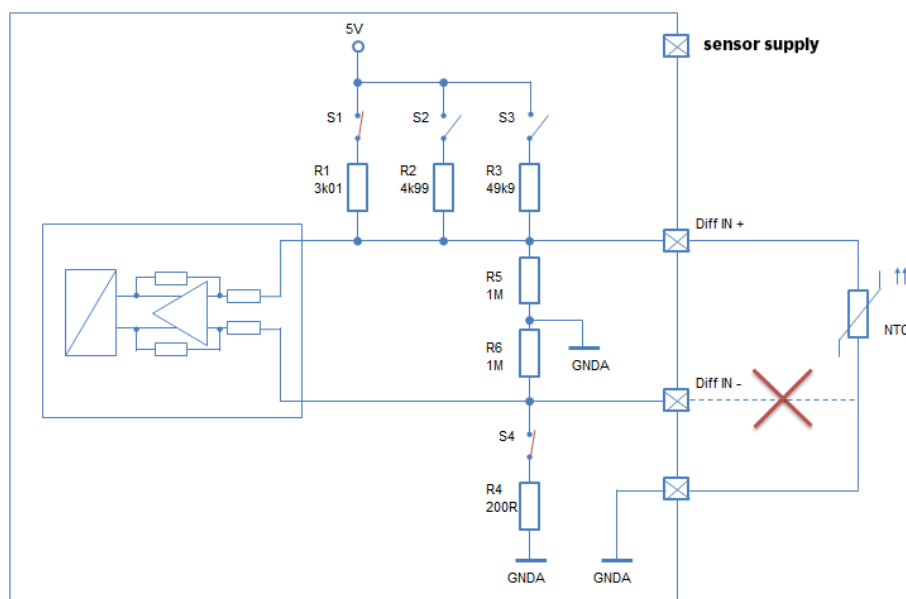 5V
sensor supply
S1
S2
S3
R1
3k01
R2
4k99
R3
49k9
Diff IN +
R5
1M
GNDA
R6
1M
NTC
Diff IN -
S4
R4
200R
GNDA
GNDA